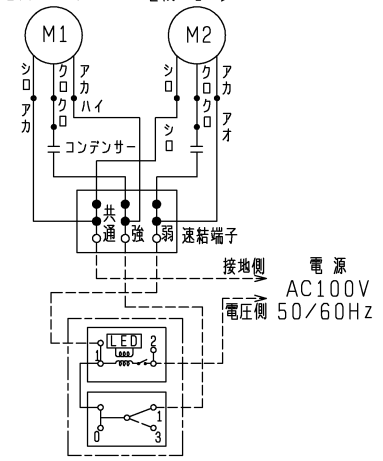 M1 M2
シロ クロ アカ シロ クロ アカ
アカ クロ ハイ シロ クロ アオ
コンデンサー
共通 強 弱 速結端子
接地側 電源
AC100V
電圧側 50/60Hz
LED 2
1
1
0 3